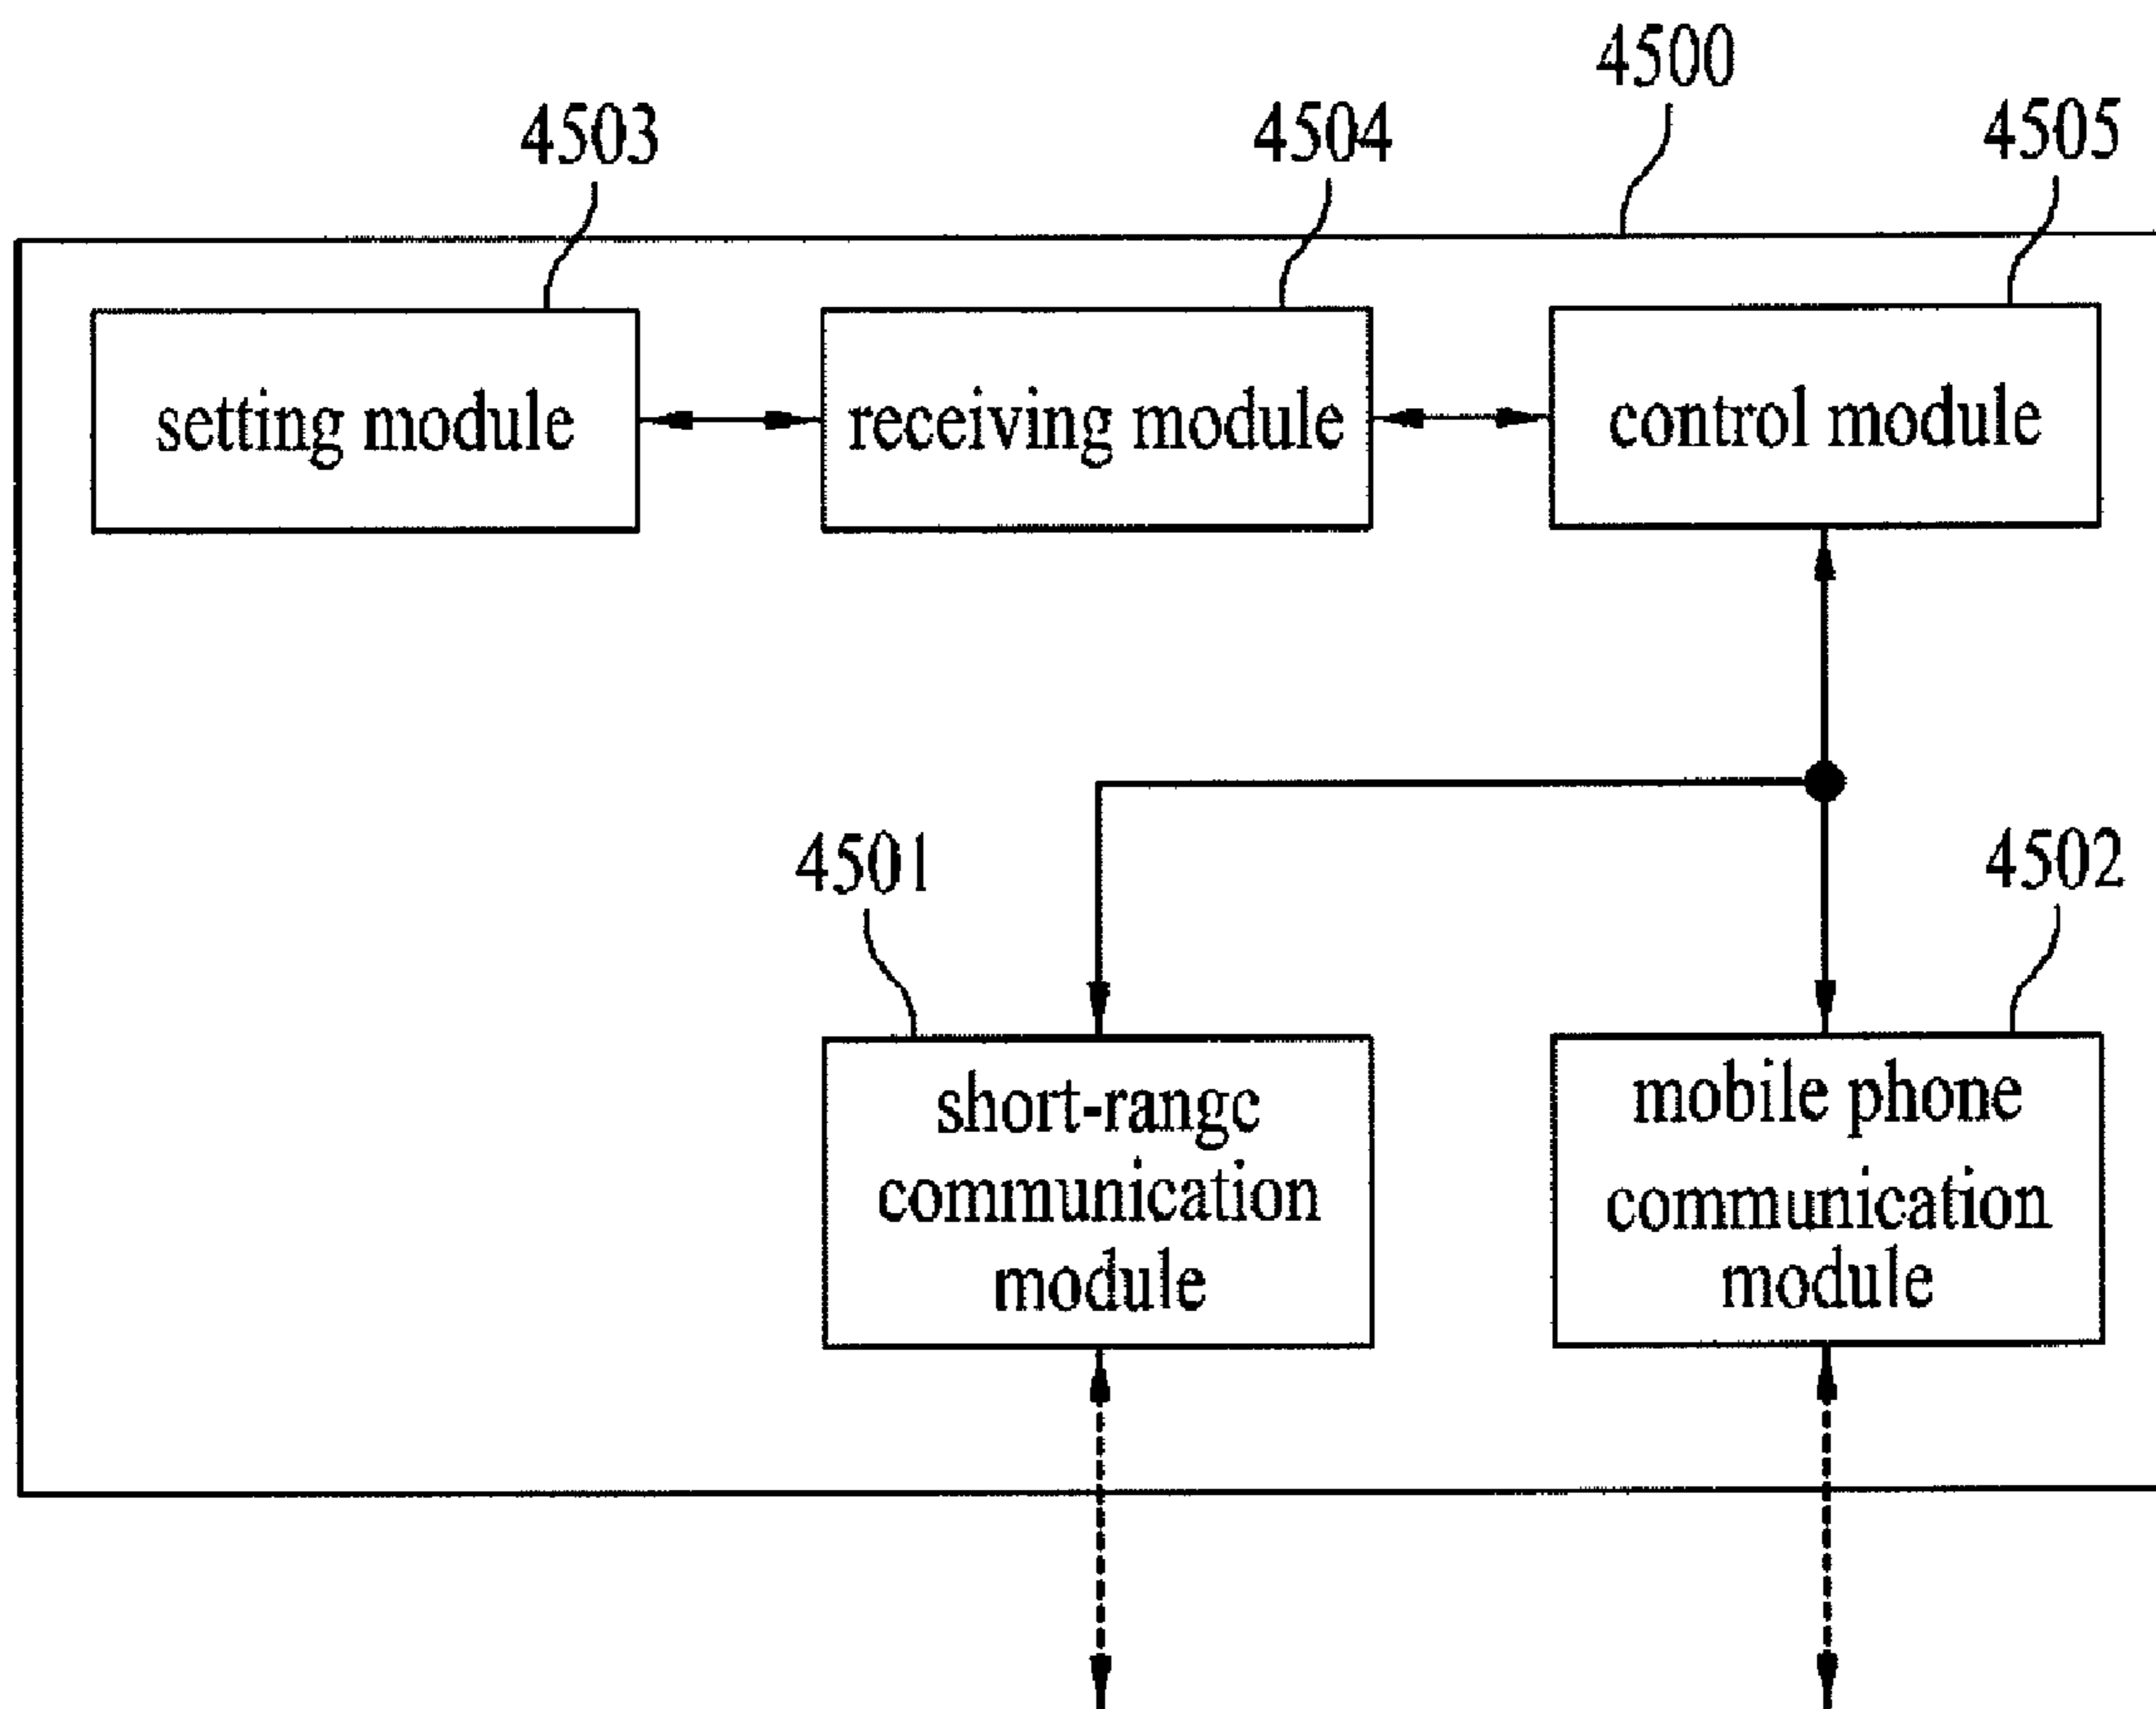 4500
4503
4504
4505
setting module
receiving module
control module
4501
4502
short-range
communication
module
mobile phone
communication
module